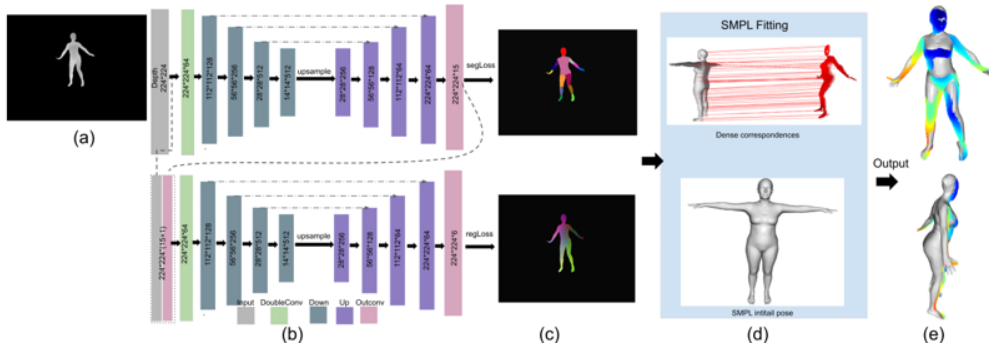 (a)
Depth
224*224
224*224*64
112*112*128
56*56*256
28*28*512
14*14*512
upsample
28*28*256
56*56*128
112*112*64
224*224*64
224*224*15
segLoss
224*224*(15+1)
224*224*64
112*112*128
56*56*256
28*28*512
14*14*512
upsample
28*28*256
56*56*128
112*112*64
224*224*64
224*224*6
regLoss
Input DoubleConv Down Up Outconv
(b)
(c)
SMPL Fitting
Dense correspondences
SMPL intitail pose
(d)
Output
(e)